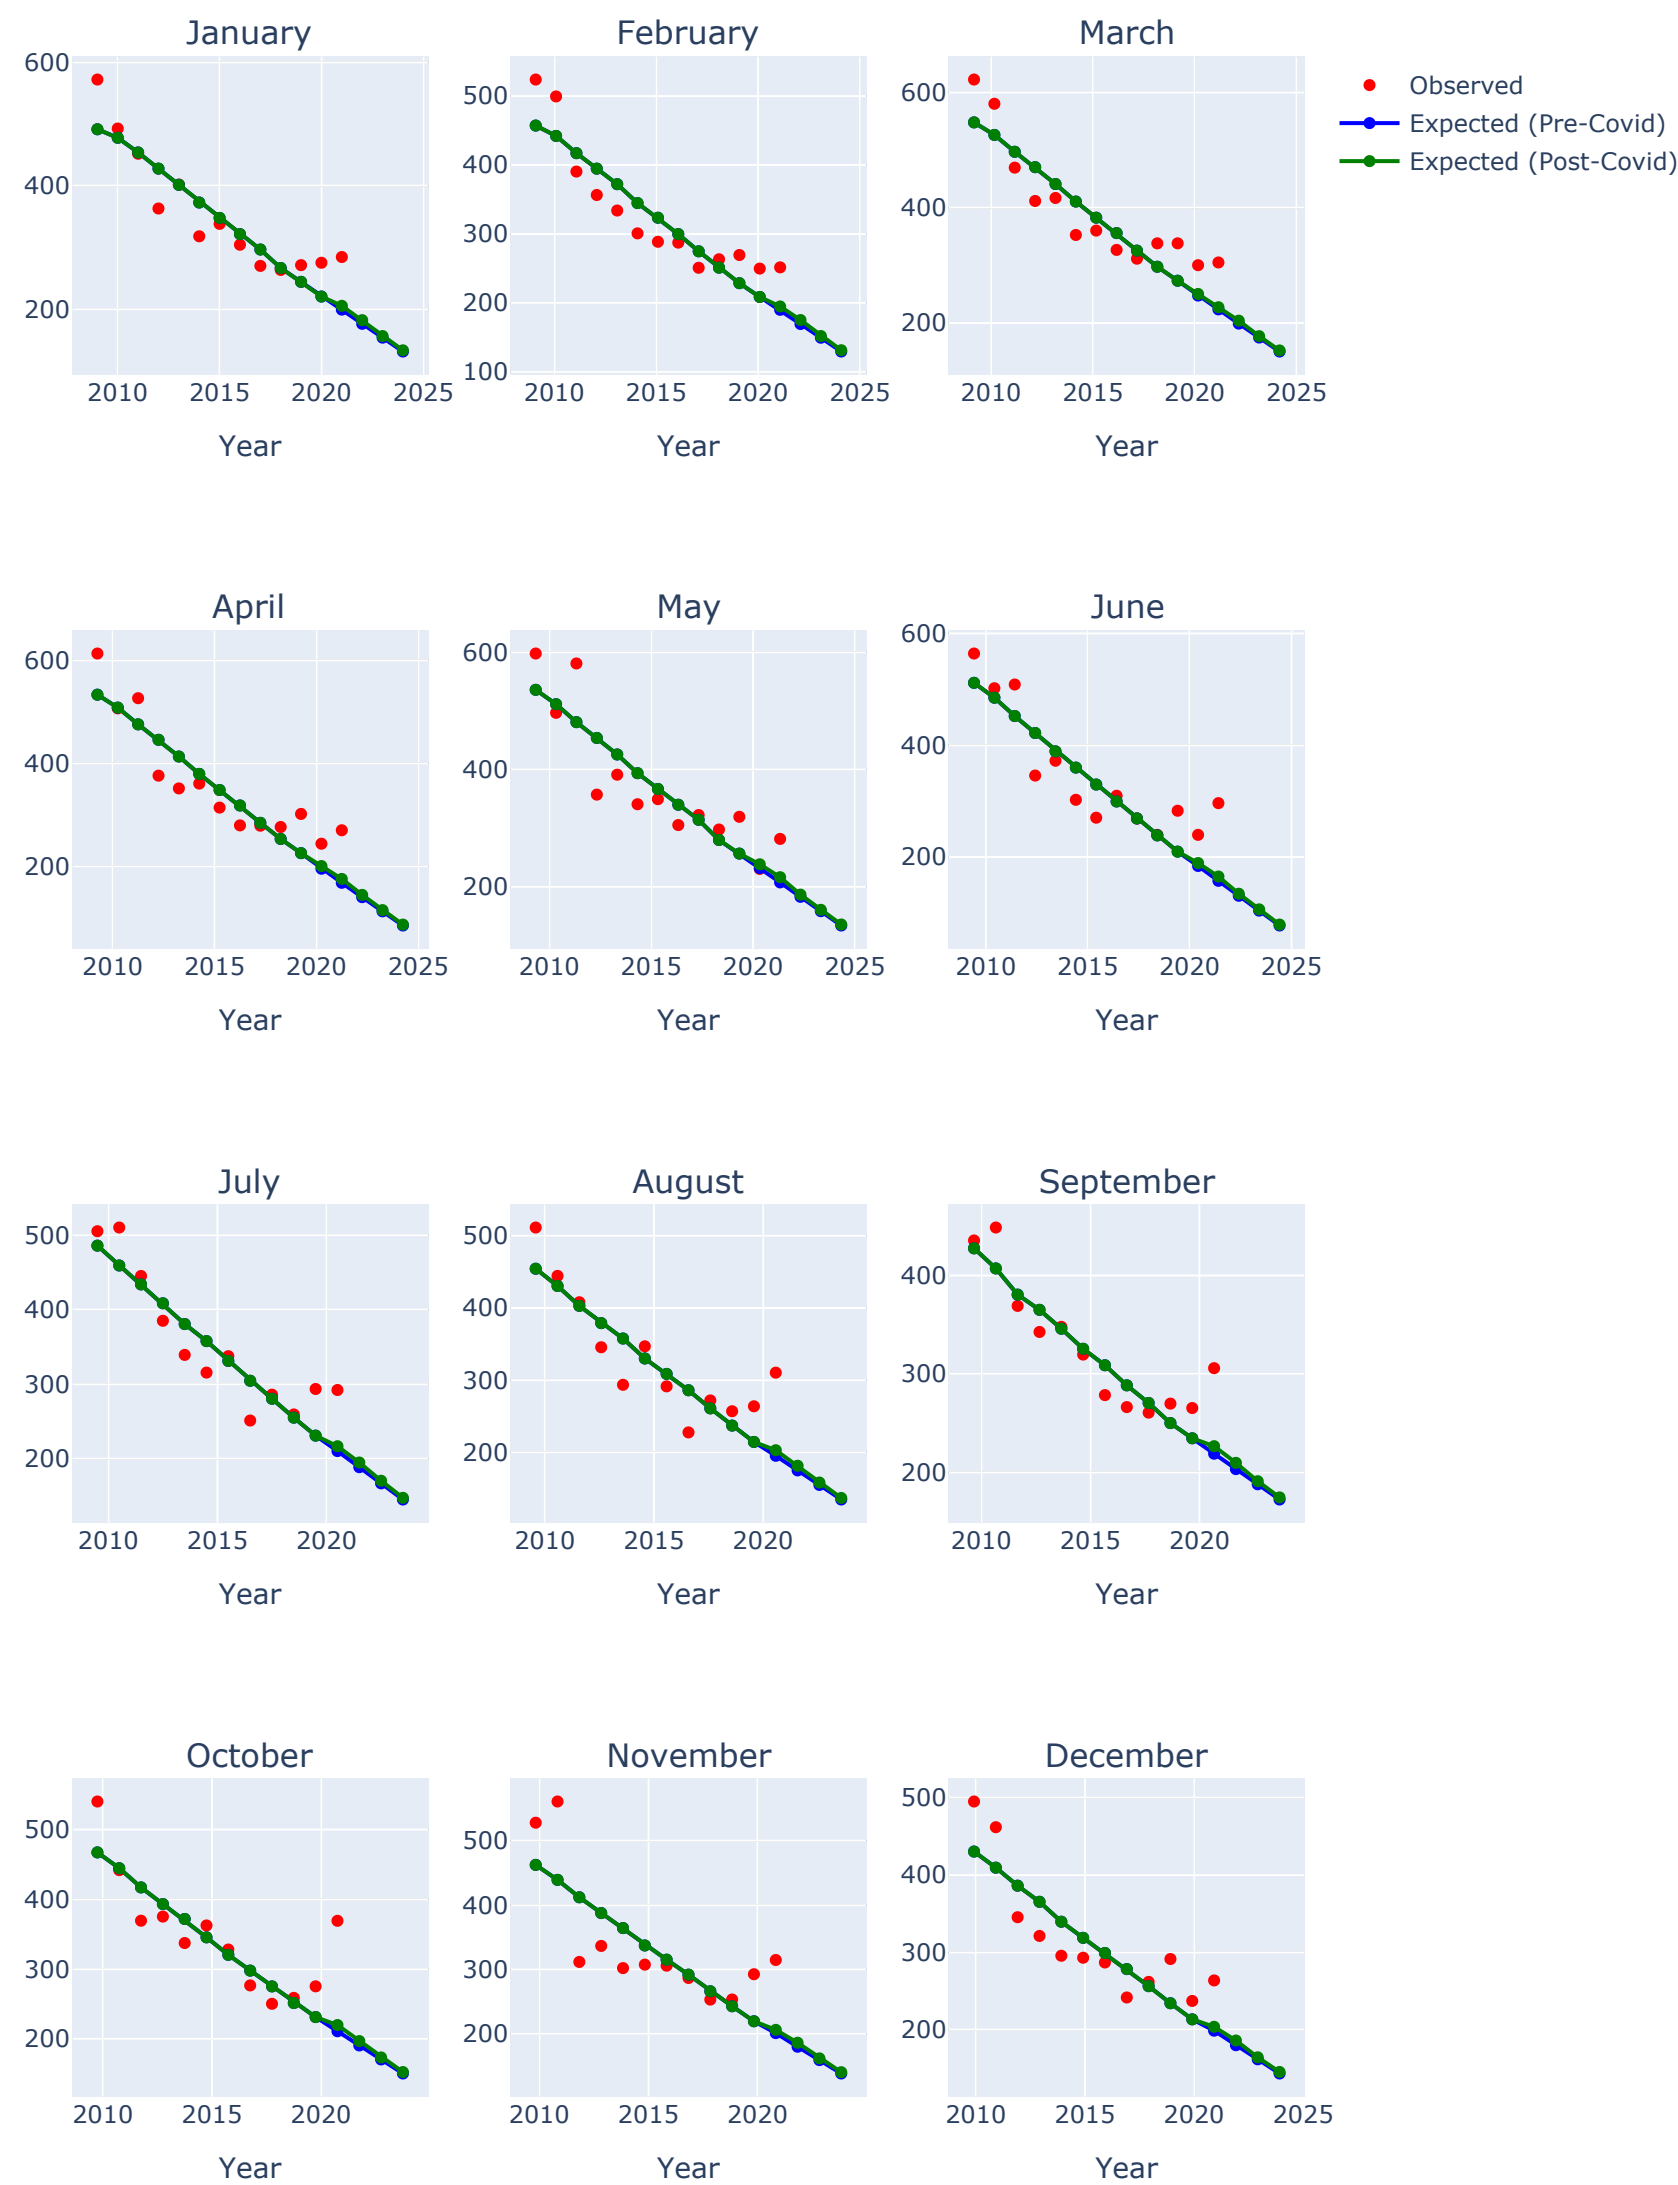 January February March
600
400
200
2010 2015 2020 2025
Year
500
400
300
200
100
2010 2015 2020 2025
Year
600
400
200
2010 2015 2020 2025
Year
Observed
Expected (Pre-Covid)
Expected (Post-Covid)
April May June
600
400
200
2010 2015 2020 2025
Year
600
400
200
2010 2015 2020 2025
Year
600
400
200
2010 2015 2020 2025
Year
July August September
500
400
300
200
2010 2015 2020
Year
500
400
300
200
2010 2015 2020
Year
400
300
200
2010 2015 2020
Year
October November December
500
400
300
200
2010 2015 2020
Year
500
400
300
200
2010 2015 2020
Year
500
400
300
200
2010 2015 2020 2025
Year